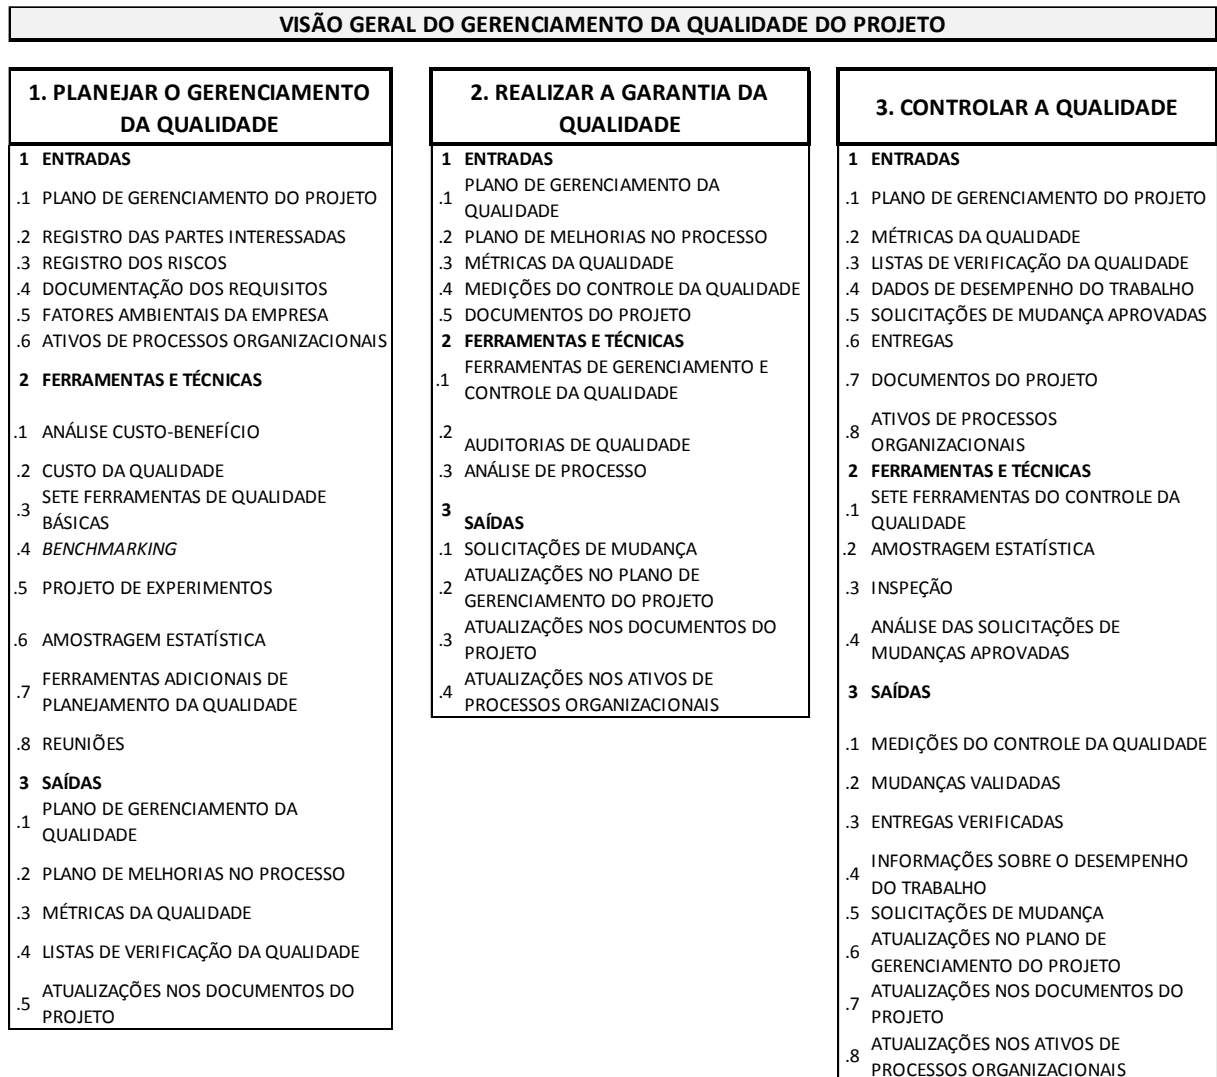 VISÃO GERAL DO GERENCIAMENTO DA QUALIDADE DO PROJETO
1. PLANEJAR O GERENCIAMENTO
DA QUALIDADE
1 ENTRADAS
.1 PLANO DE GERENCIAMENTO DO PROJETO
.2 REGISTRO DAS PARTES INTERESSADAS
.3 REGISTRO DOS RISCOS
.4 DOCUMENTAÇÃO DOS REQUISITOS
.5 FATORES AMBIENTAIS DA EMPRESA
.6 ATIVOS DE PROCESSOS ORGANIZACIONAIS
2 FERRAMENTAS E TÉCNICAS
.1 ANÁLISE CUSTO-BENEFÍCIO
.2 CUSTO DA QUALIDADE
.3 SETE FERRAMENTAS DE QUALIDADE
BÁSICAS
.4 BENCHMARKING
.5 PROJETO DE EXPERIMENTOS
.6 AMOSTRAGEM ESTATÍSTICA
.7 FERRAMENTAS ADICIONAIS DE
PLANEJAMENTO DA QUALIDADE
.8 REUNIÕES
3 SAÍDAS
.1 PLANO DE GERENCIAMENTO DA
QUALIDADE
.2 PLANO DE MELHORIAS NO PROCESSO
.3 MÉTRICAS DA QUALIDADE
.4 LISTAS DE VERIFICAÇÃO DA QUALIDADE
.5 ATUALIZAÇÕES NOS DOCUMENTOS DO
PROJETO
2. REALIZAR A GARANTIA DA
QUALIDADE
1 ENTRADAS
.1 PLANO DE GERENCIAMENTO DA
QUALIDADE
.2 PLANO DE MELHORIAS NO PROCESSO
.3 MÉTRICAS DA QUALIDADE
.4 MEDIÇÕES DO CONTROLE DA QUALIDADE
.5 DOCUMENTOS DO PROJETO
2 FERRAMENTAS E TÉCNICAS
.1 FERRAMENTAS DE GERENCIAMENTO E
CONTROLE DA QUALIDADE
.2 AUDITORIAS DE QUALIDADE
.3 ANÁLISE DE PROCESSO
3 SAÍDAS
.1 SOLICITAÇÕES DE MUDANÇA
.2 ATUALIZAÇÕES NO PLANO DE
GERENCIAMENTO DO PROJETO
.3 ATUALIZAÇÕES NOS DOCUMENTOS DO
PROJETO
.4 ATUALIZAÇÕES NOS ATIVOS DE
PROCESSOS ORGANIZACIONAIS
3. CONTROLAR A QUALIDADE
1 ENTRADAS
.1 PLANO DE GERENCIAMENTO DO PROJETO
.2 MÉTRICAS DA QUALIDADE
.3 LISTAS DE VERIFICAÇÃO DA QUALIDADE
.4 DADOS DE DESEMPENHO DO TRABALHO
.5 SOLICITAÇÕES DE MUDANÇA APROVADAS
.6 ENTREGAS
.7 DOCUMENTOS DO PROJETO
.8 ATIVOS DE PROCESSOS
ORGANIZACIONAIS
2 FERRAMENTAS E TÉCNICAS
.1 SETE FERRAMENTAS DO CONTROLE DA
QUALIDADE
.2 AMOSTRAGEM ESTATÍSTICA
.3 INSPEÇÃO
.4 ANÁLISE DAS SOLICITAÇÕES DE
MUDANÇAS APROVADAS
3 SAÍDAS
.1 MEDIÇÕES DO CONTROLE DA QUALIDADE
.2 MUDANÇAS VALIDADAS
.3 ENTREGAS VERIFICADAS
.4 INFORMAÇÕES SOBRE O DESEMPENHO
DO TRABALHO
.5 SOLICITAÇÕES DE MUDANÇA
.6 ATUALIZAÇÕES NO PLANO DE
GERENCIAMENTO DO PROJETO
.7 ATUALIZAÇÕES NOS DOCUMENTOS DO
PROJETO
.8 ATUALIZAÇÕES NOS ATIVOS DE
PROCESSOS ORGANIZACIONAIS